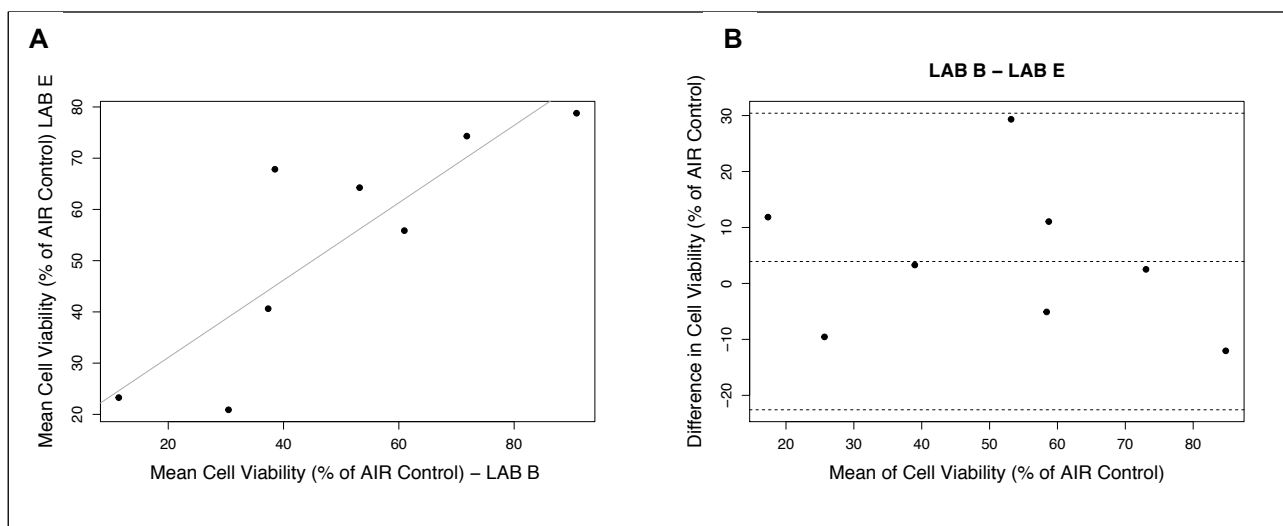 A
Mean Cell Viability (% of AIR Control) LAB E
80
70
60
50
40
30
20
20 40 60 80
Mean Cell Viability (% of AIR Control) – LAB B
B
LAB B – LAB E
Difference in Cell Viability (% of AIR Control)
30
20
10
0
−10
−20
20 30 40 50 60 70 80
Mean of Cell Viability (% of AIR Control)